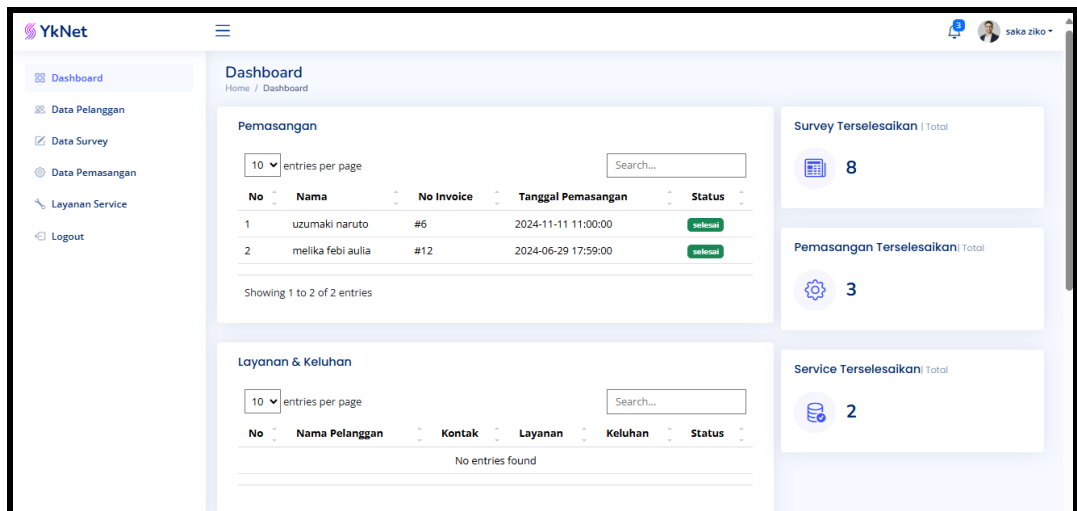 YkNet
3
saka ziko
Dashboard
Data Pelanggan
Data Survey
Data Pemasangan
Layanan Service
Logout
Dashboard
Home / Dashboard
Pemasangan
10 entries per page
Search...
No Nama No Invoice Tanggal Pemasangan Status
1 uzumaki naruto #6 2024-11-11 11:00:00 selesai
2 melika febi aulia #12 2024-06-29 17:59:00 selesai
Showing 1 to 2 of 2 entries
Layanan & Keluhan
10 entries per page
Search...
No Nama Pelanggan Kontak Layanan Keluhan Status
No entries found
Survey Terselesaikan | Total
8
Pemasangan Terselesaikan| Total
3
Service Terselesaikan| Total
2